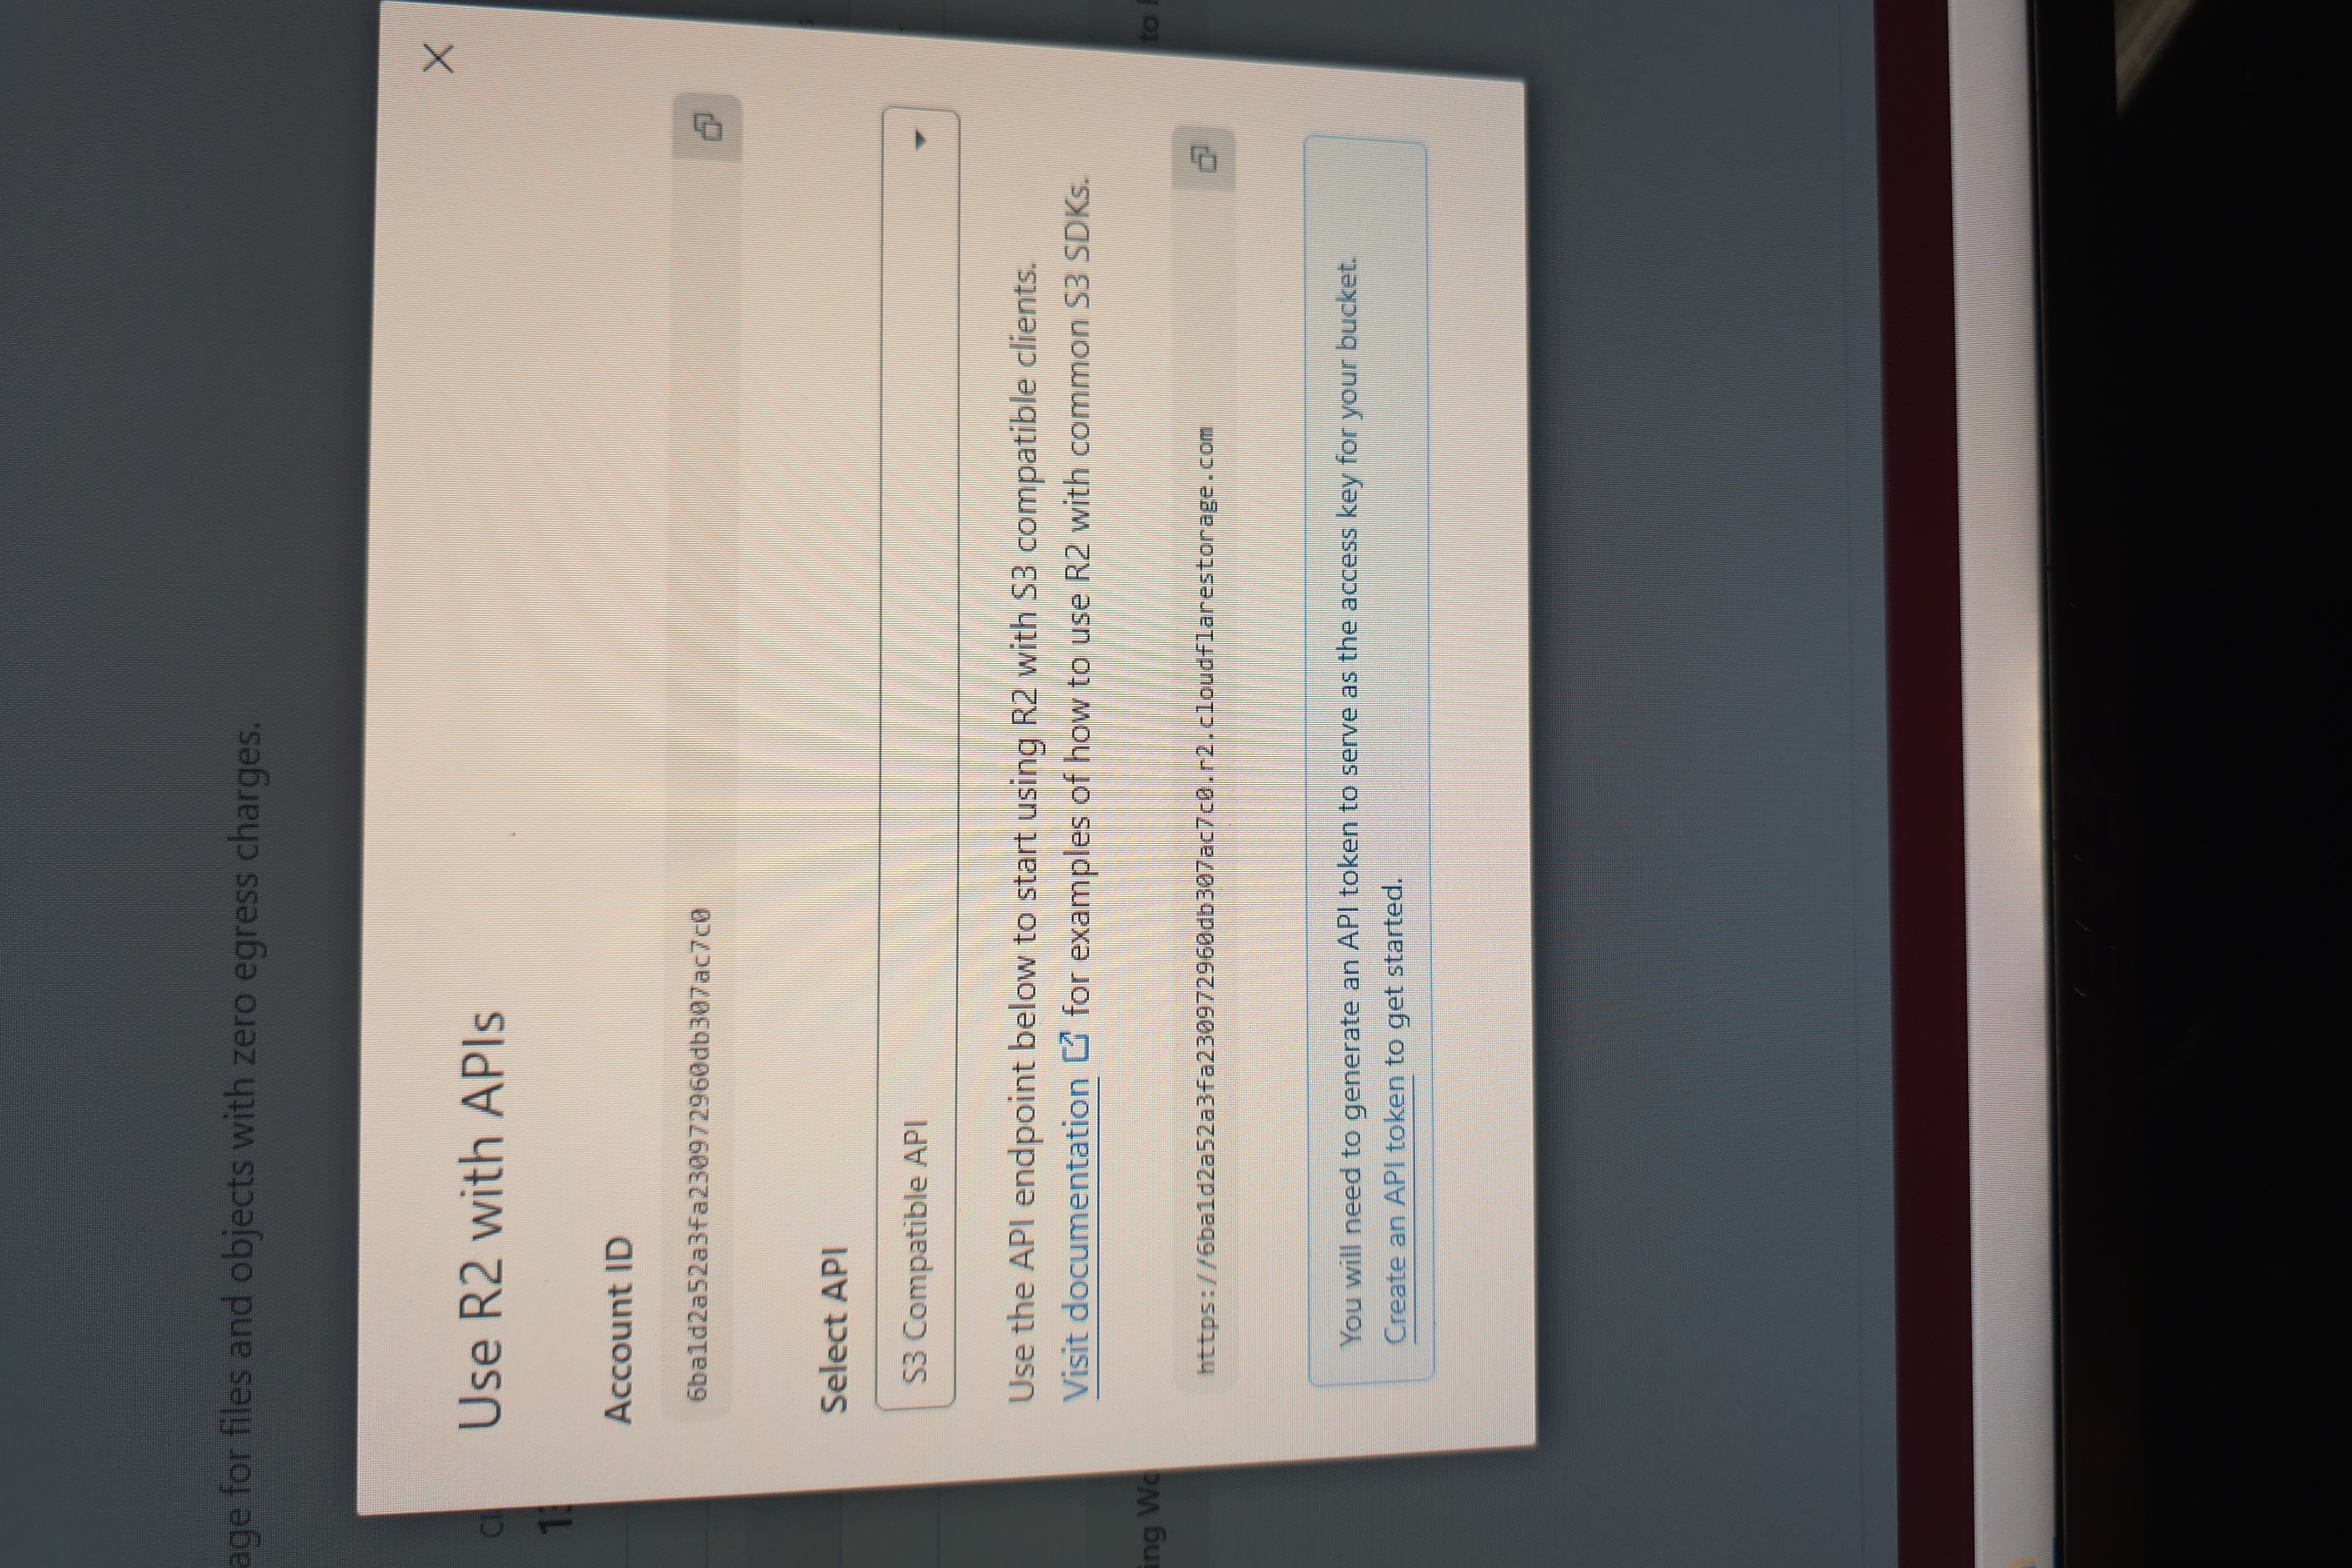 age for files and objects with zero egress charges.
Use R2 with APIs
Account ID
6ba1d2a52a3fa230972960db307ac7c0
Select API
S3 Compatible API
Use the API endpoint below to start using R2 with S3 compatible clients.
Visit documentation for examples of how to use R2 with common S3 SDKs.
ing Wo
to
https://6ba1d2a52a3fa230972960db307ac7c0.r2.cloudflarestorage.com
You will need to generate an API token to serve as the access key for your bucket.
Create an API token to get started.